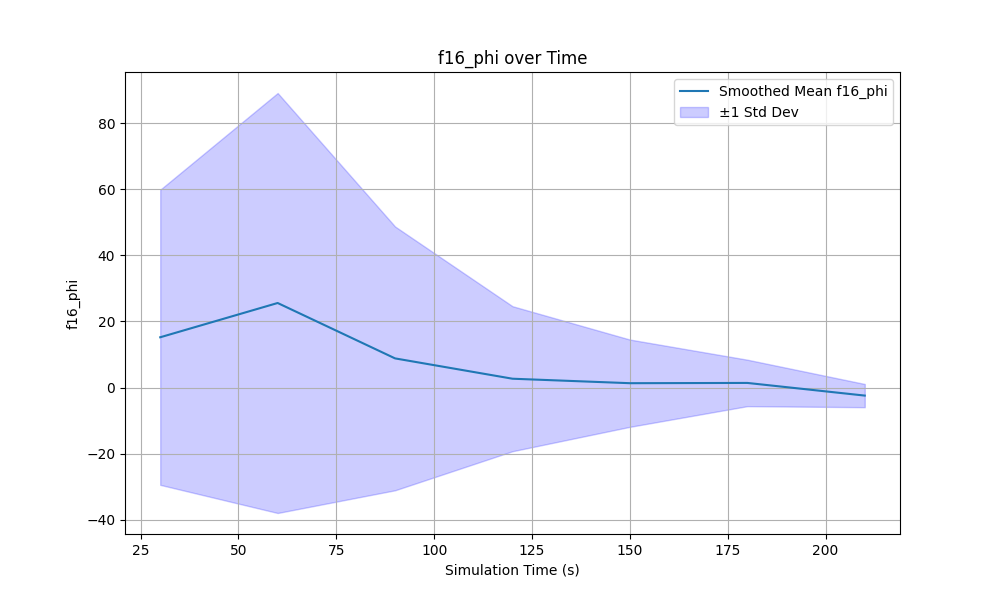 f16_phi over Time
Smoothed Mean f16_phi
±1 Std Dev
f16_phi
80
60
40
20
0
−20
−40
25 50 75 100 125 150 175 200
Simulation Time (s)